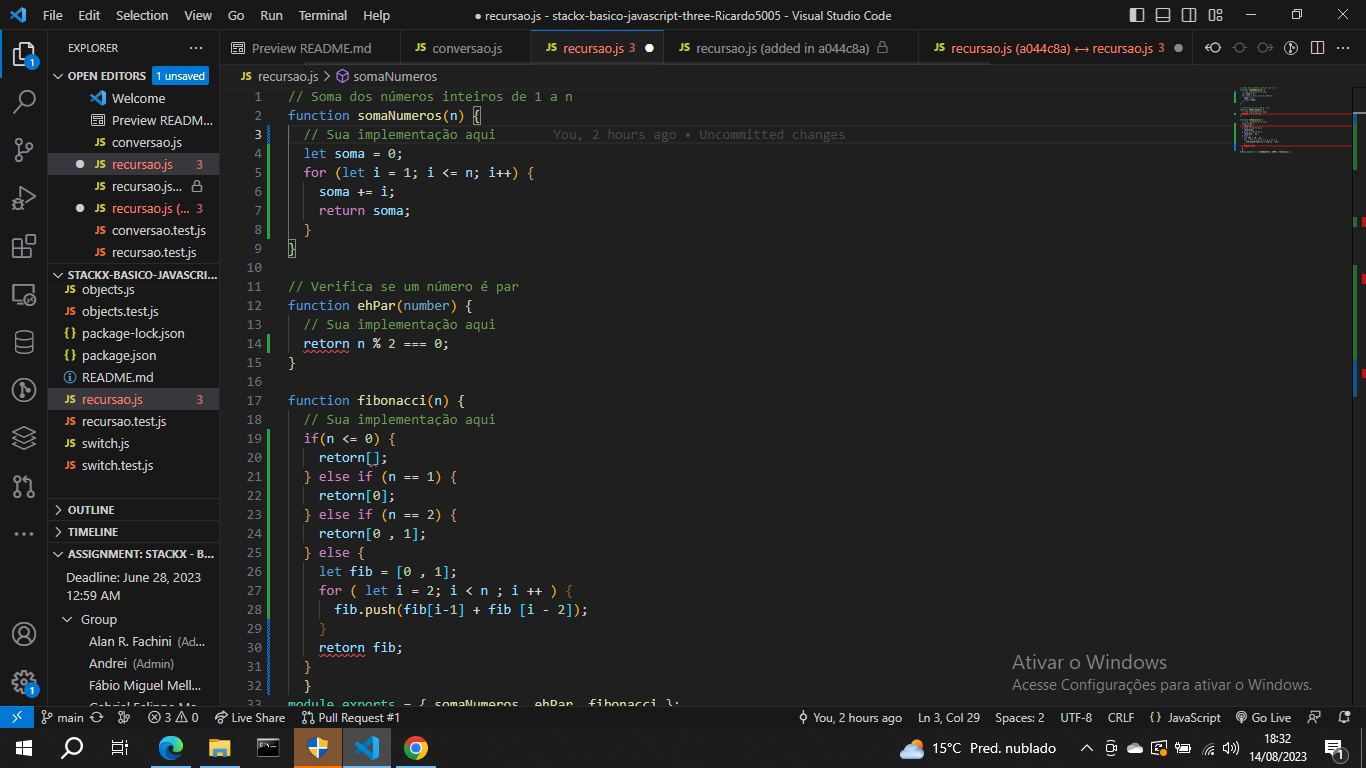 File Edit Selection View Go Run Terminal Help
● recursao.js - stackx-basico-javascript-three-Ricardo5005 - Visual Studio Code
EXPLORER ...
Preview README.md
JS conversao.js
JS recursao.js 3 ●
JS recursao.js (added in a044c8a)
JS recursao.js (a044c8a) ↔ recursao.js 3 ●
OPEN EDITORS 1 unsaved
Welcome
Preview READM...
JS conversao.js
● JS recursao.js 3
JS recursao.js...
● JS recursao.js (... 3
JS conversao.test.js
JS recursao.test.js
STACKX-BASICO-JAVASCRI...
JS objects.js
JS objects.test.js
{} package-lock.json
{} package.json
README.md
JS recursao.js 3
JS recursao.test.js
JS switch.js
JS switch.test.js
OUTLINE
TIMELINE
ASSIGNMENT: STACKX - B...
Deadline: June 28, 2023
12:59 AM
Group
Alan R. Fachini (Ad...
Andrei (Admin)
Fábio Miguel Mell...
JS recursao.js > somaNumeros
1 // Soma dos números inteiros de 1 a n
2 function somaNumeros(n) {
3 // Sua implementação aqui You, 2 hours ago • Uncommitted changes
4 let soma = 0;
5 for (let i = 1; i <= n; i++) {
6 soma += i;
7 return soma;
8 }
9 }
10
11 // Verifica se um número é par
12 function ehPar(number) {
13 // Sua implementação aqui
14 retorn n % 2 === 0;
15 }
16
17 function fibonacci(n) {
18 // Sua implementação aqui
19 if(n <= 0) {
20 retorn[];
21 } else if (n == 1) {
22 retorn[0];
23 } else if (n == 2) {
24 retorn[0 , 1];
25 } else {
26 let fib = [0 , 1];
27 for ( let i = 2; i < n ; i ++ ) {
28 fib.push(fib[i-1] + fib [i - 2]);
29 }
30 retorn fib;
31 }
32 }
33 module.exports = { somaNumeros, ehPar, fibonacci };
Ativar o Windows
Acesse Configurações para ativar o Windows.
main 3 0 Live Share Pull Request #1
You, 2 hours ago Ln 3, Col 29 Spaces: 2 UTF-8 CRLF {} JavaScript Go Live
15°C Pred. nublado
18:32
14/08/2023
1